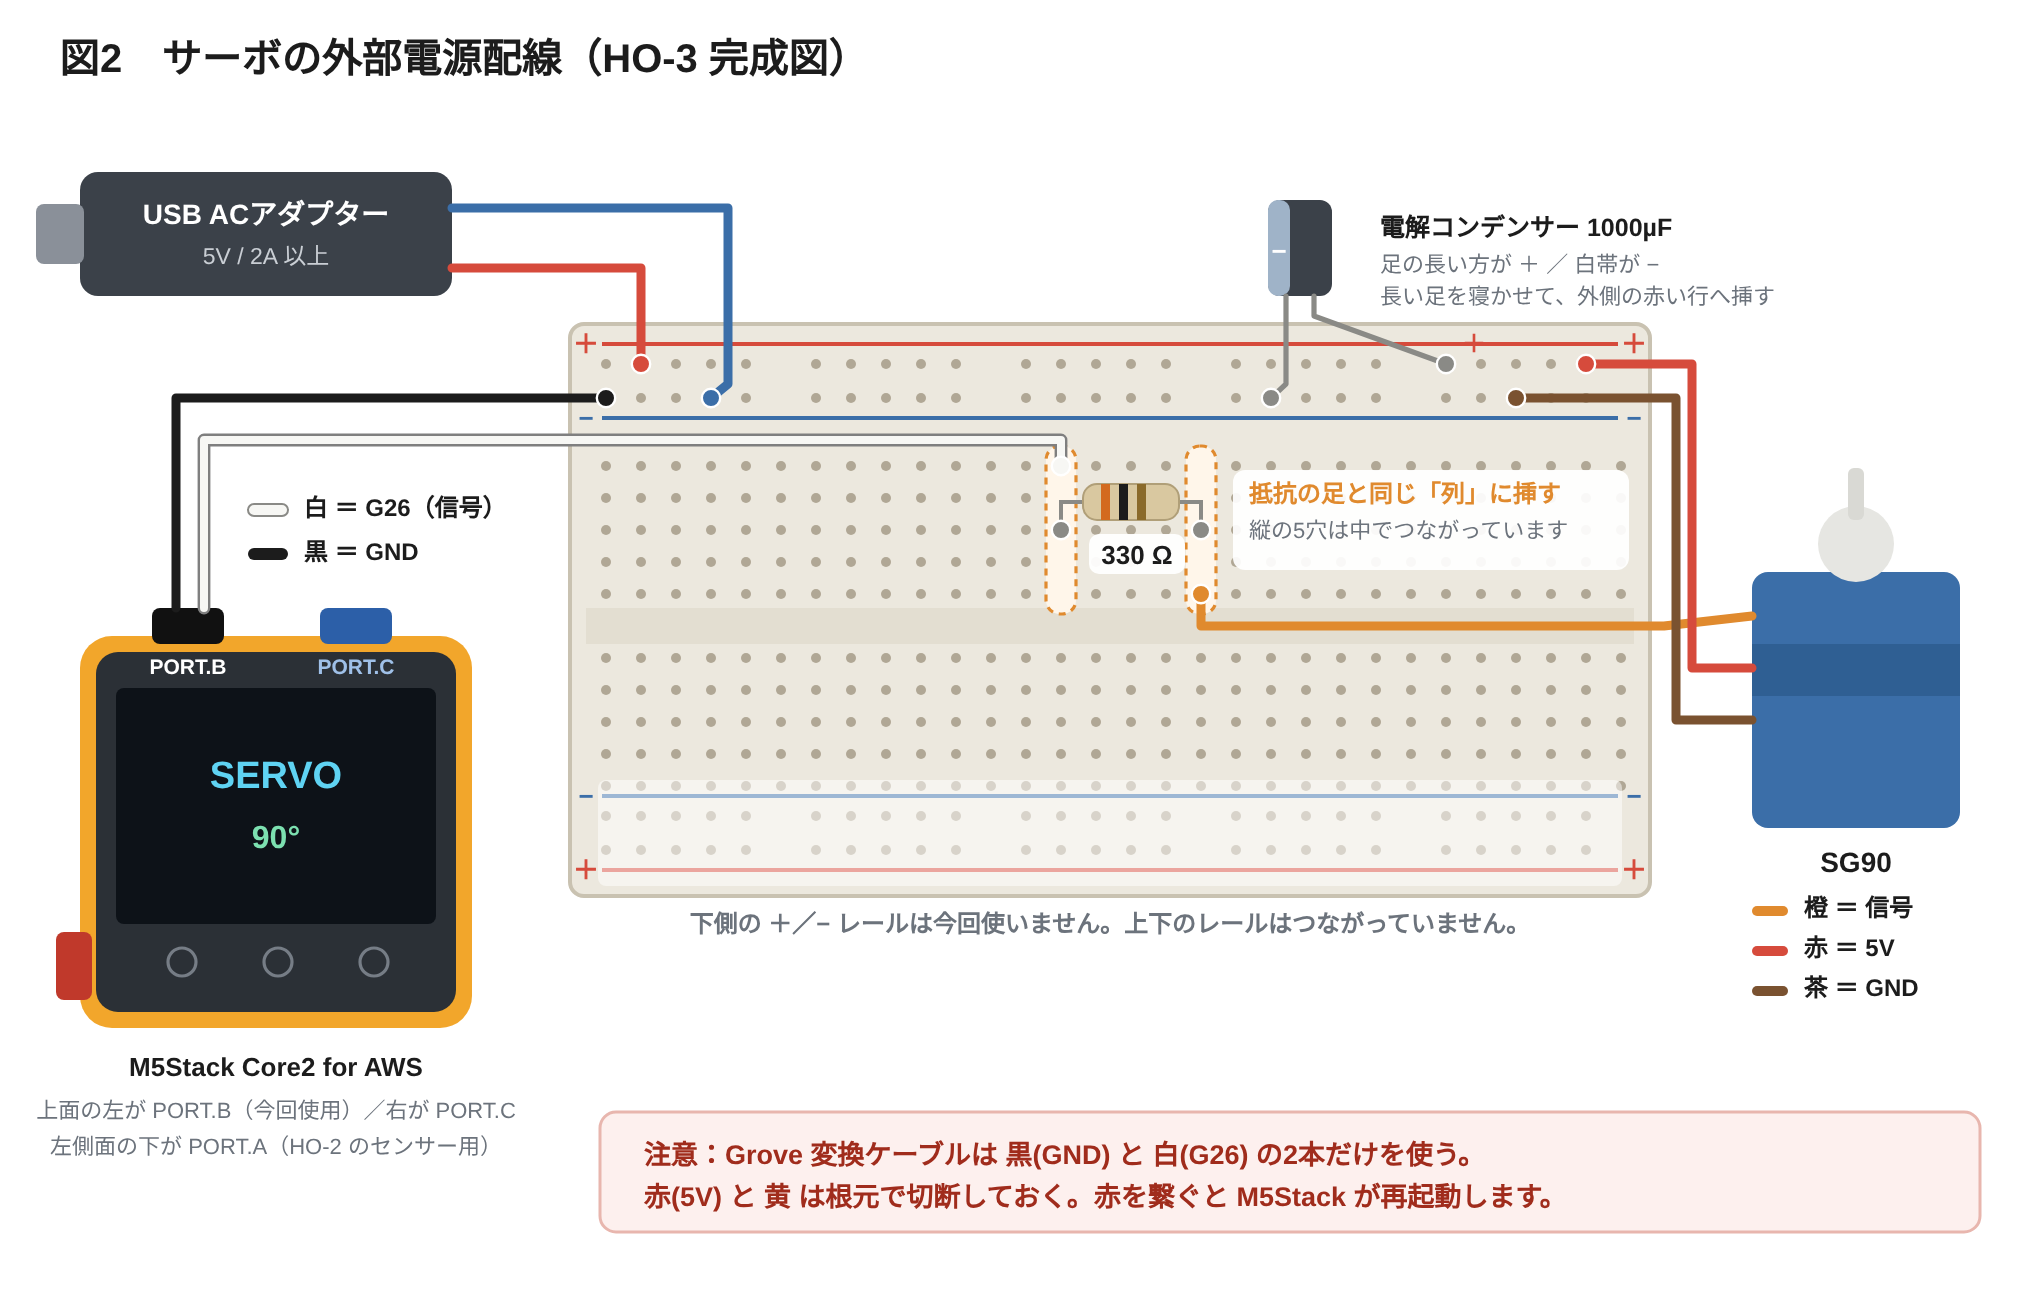 図2　サーボの外部電源配線（HO-3 完成図）
USB ACアダプター
5V / 2A 以上
電解コンデンサー 1000µF
足の長い方が ＋ ／ 白帯が −
長い足を寝かせて、外側の赤い行へ挿す
−
＋
＋
＋
−
−
白 ＝ G26（信号）
黒 ＝ GND
抵抗の足と同じ「列」に挿す
縦の5穴は中でつながっています
330 Ω
PORT.B
PORT.C
SERVO
90°
−
−
＋
＋
下側の ＋／− レールは今回使いません。上下のレールはつながっていません。
SG90
橙 ＝ 信号
赤 ＝ 5V
茶 ＝ GND
M5Stack Core2 for AWS
上面の左が PORT.B（今回使用）／右が PORT.C
左側面の下が PORT.A（HO-2 のセンサー用）
注意：Grove 変換ケーブルは 黒(GND) と 白(G26) の2本だけを使う。
赤(5V) と 黄 は根元で切断しておく。赤を繋ぐと M5Stack が再起動します。